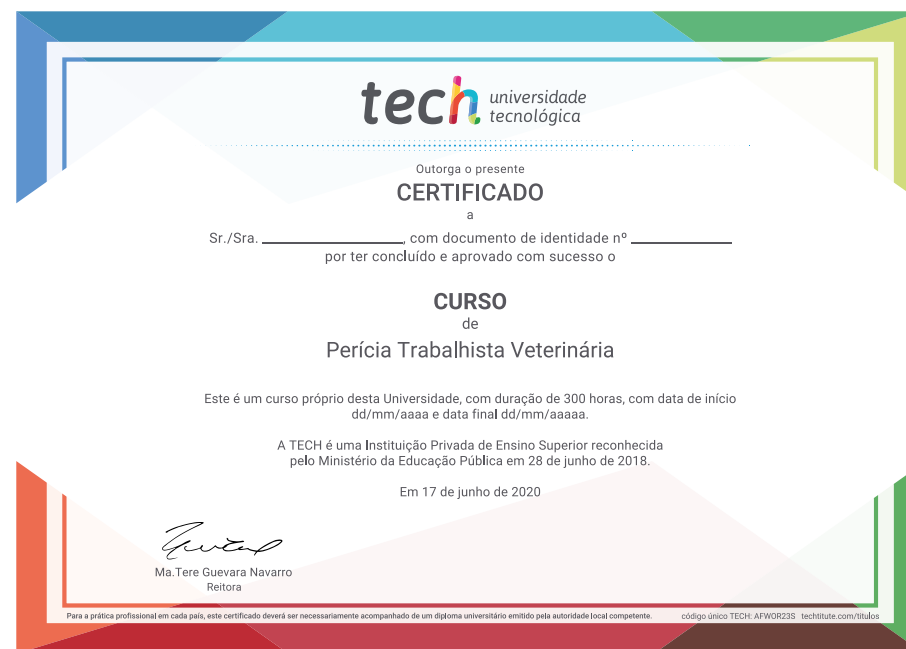 tech universidade
tecnológica
Outorga o presente
CERTIFICADO
a
Sr./Sra. ____________, com documento de identidade nº ____________
por ter concluído e aprovado com sucesso o
CURSO
de
Perícia Trabalhista Veterinária
Este é um curso próprio desta Universidade, com duração de 300 horas, com data de início
dd/mm/aaaa e data final dd/mm/aaaaa.
A TECH é uma Instituição Privada de Ensino Superior reconhecida
pelo Ministério da Educação Pública em 28 de junho de 2018.
Em 17 de junho de 2020
Ma.Tere Guevara Navarro
Reitora
Para a prática profissional em cada país, este certificado deverá ser necessariamente acompanhado de um diploma universitário emitido pela autoridade local competente. código único TECH: AFWOR23S techtitute.com/titulos